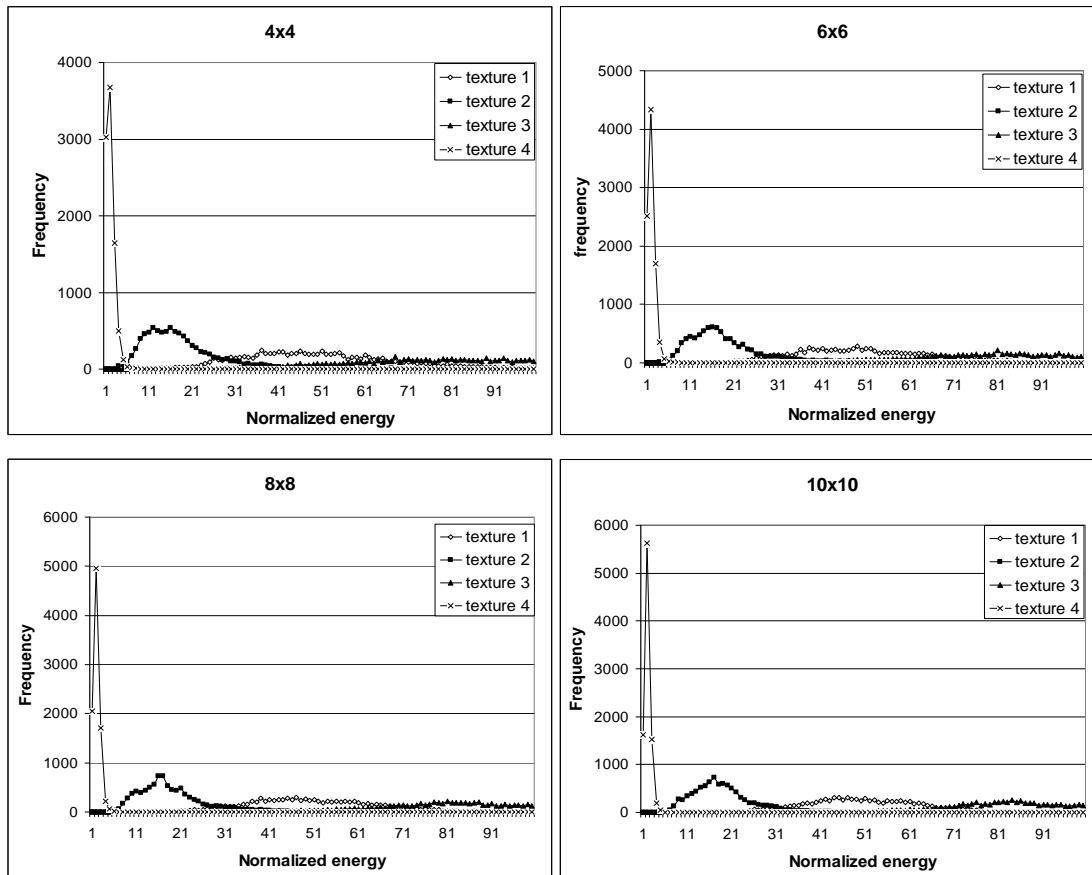 4x4
4000
3000
2000
1000
0
Frequency
texture 1
texture 2
texture 3
texture 4
1 11 21 31 41 51 61 71 81 91
Normalized energy
6x6
5000
4000
3000
2000
1000
0
frequency
texture 1
texture 2
texture 3
texture 4
1 11 21 31 41 51 61 71 81 91
Normalized energy
8x8
6000
5000
4000
3000
2000
1000
0
Frequency
texture 1
texture 2
texture 3
texture 4
1 11 21 31 41 51 61 71 81 91
Normalized energy
10x10
6000
5000
4000
3000
2000
1000
0
Frequency
texture 1
texture 2
texture 3
texture 4
1 11 21 31 41 51 61 71 81 91
Normalized energy